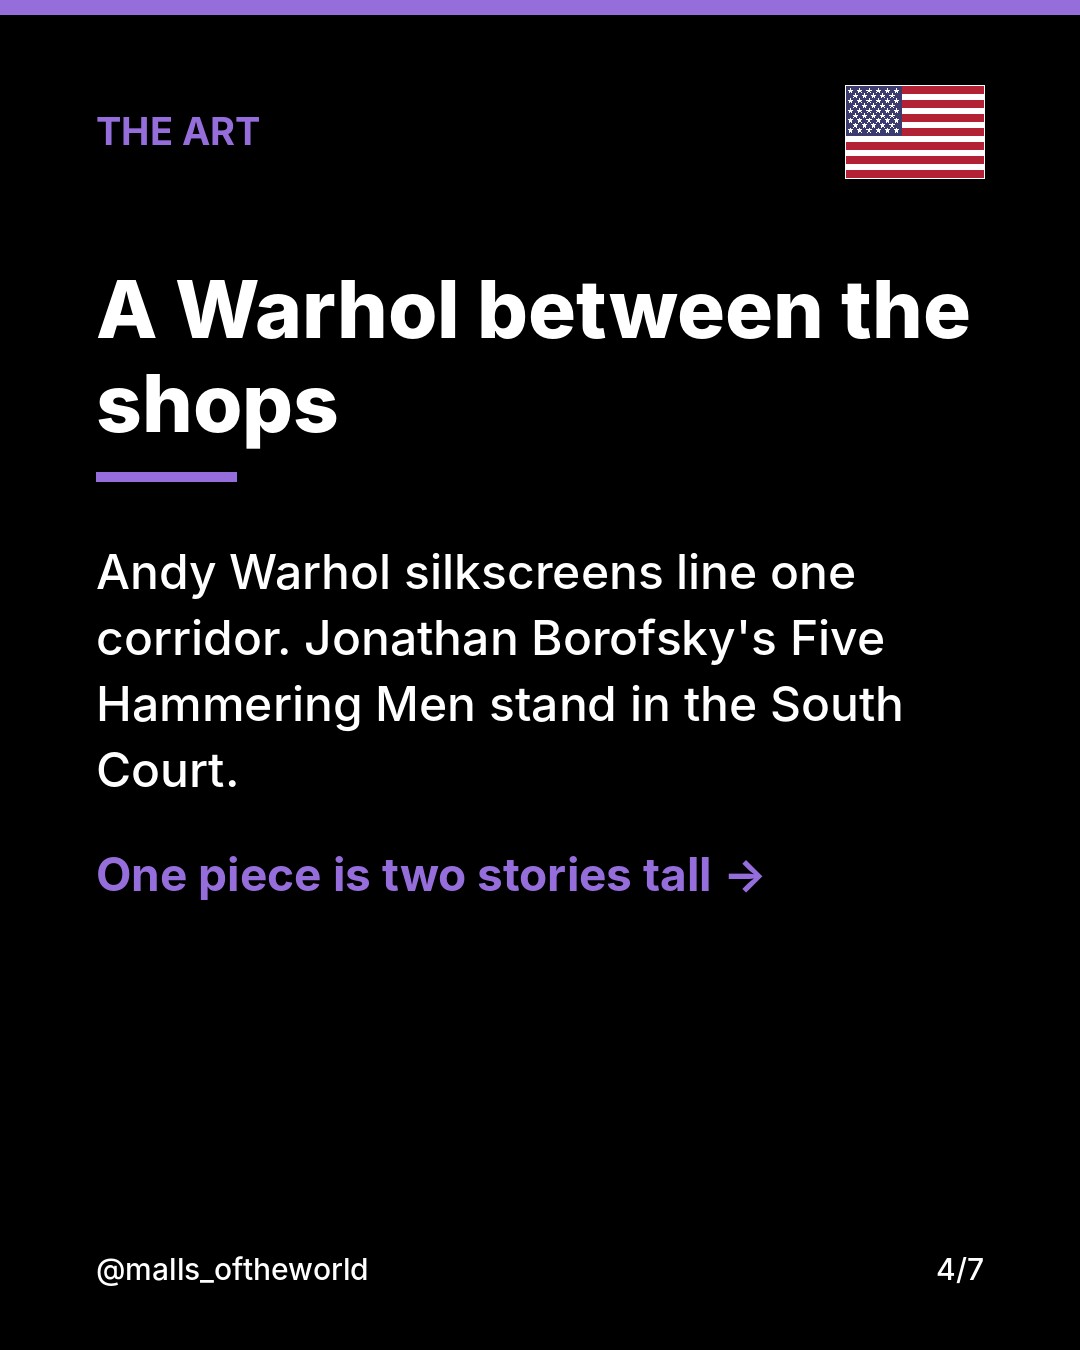 THE ART
A Warhol between the
shops
Andy Warhol silkscreens line one
corridor. Jonathan Borofsky's Five
Hammering Men stand in the South
Court.
One piece is two stories tall →
@malls_oftheworld
4/7